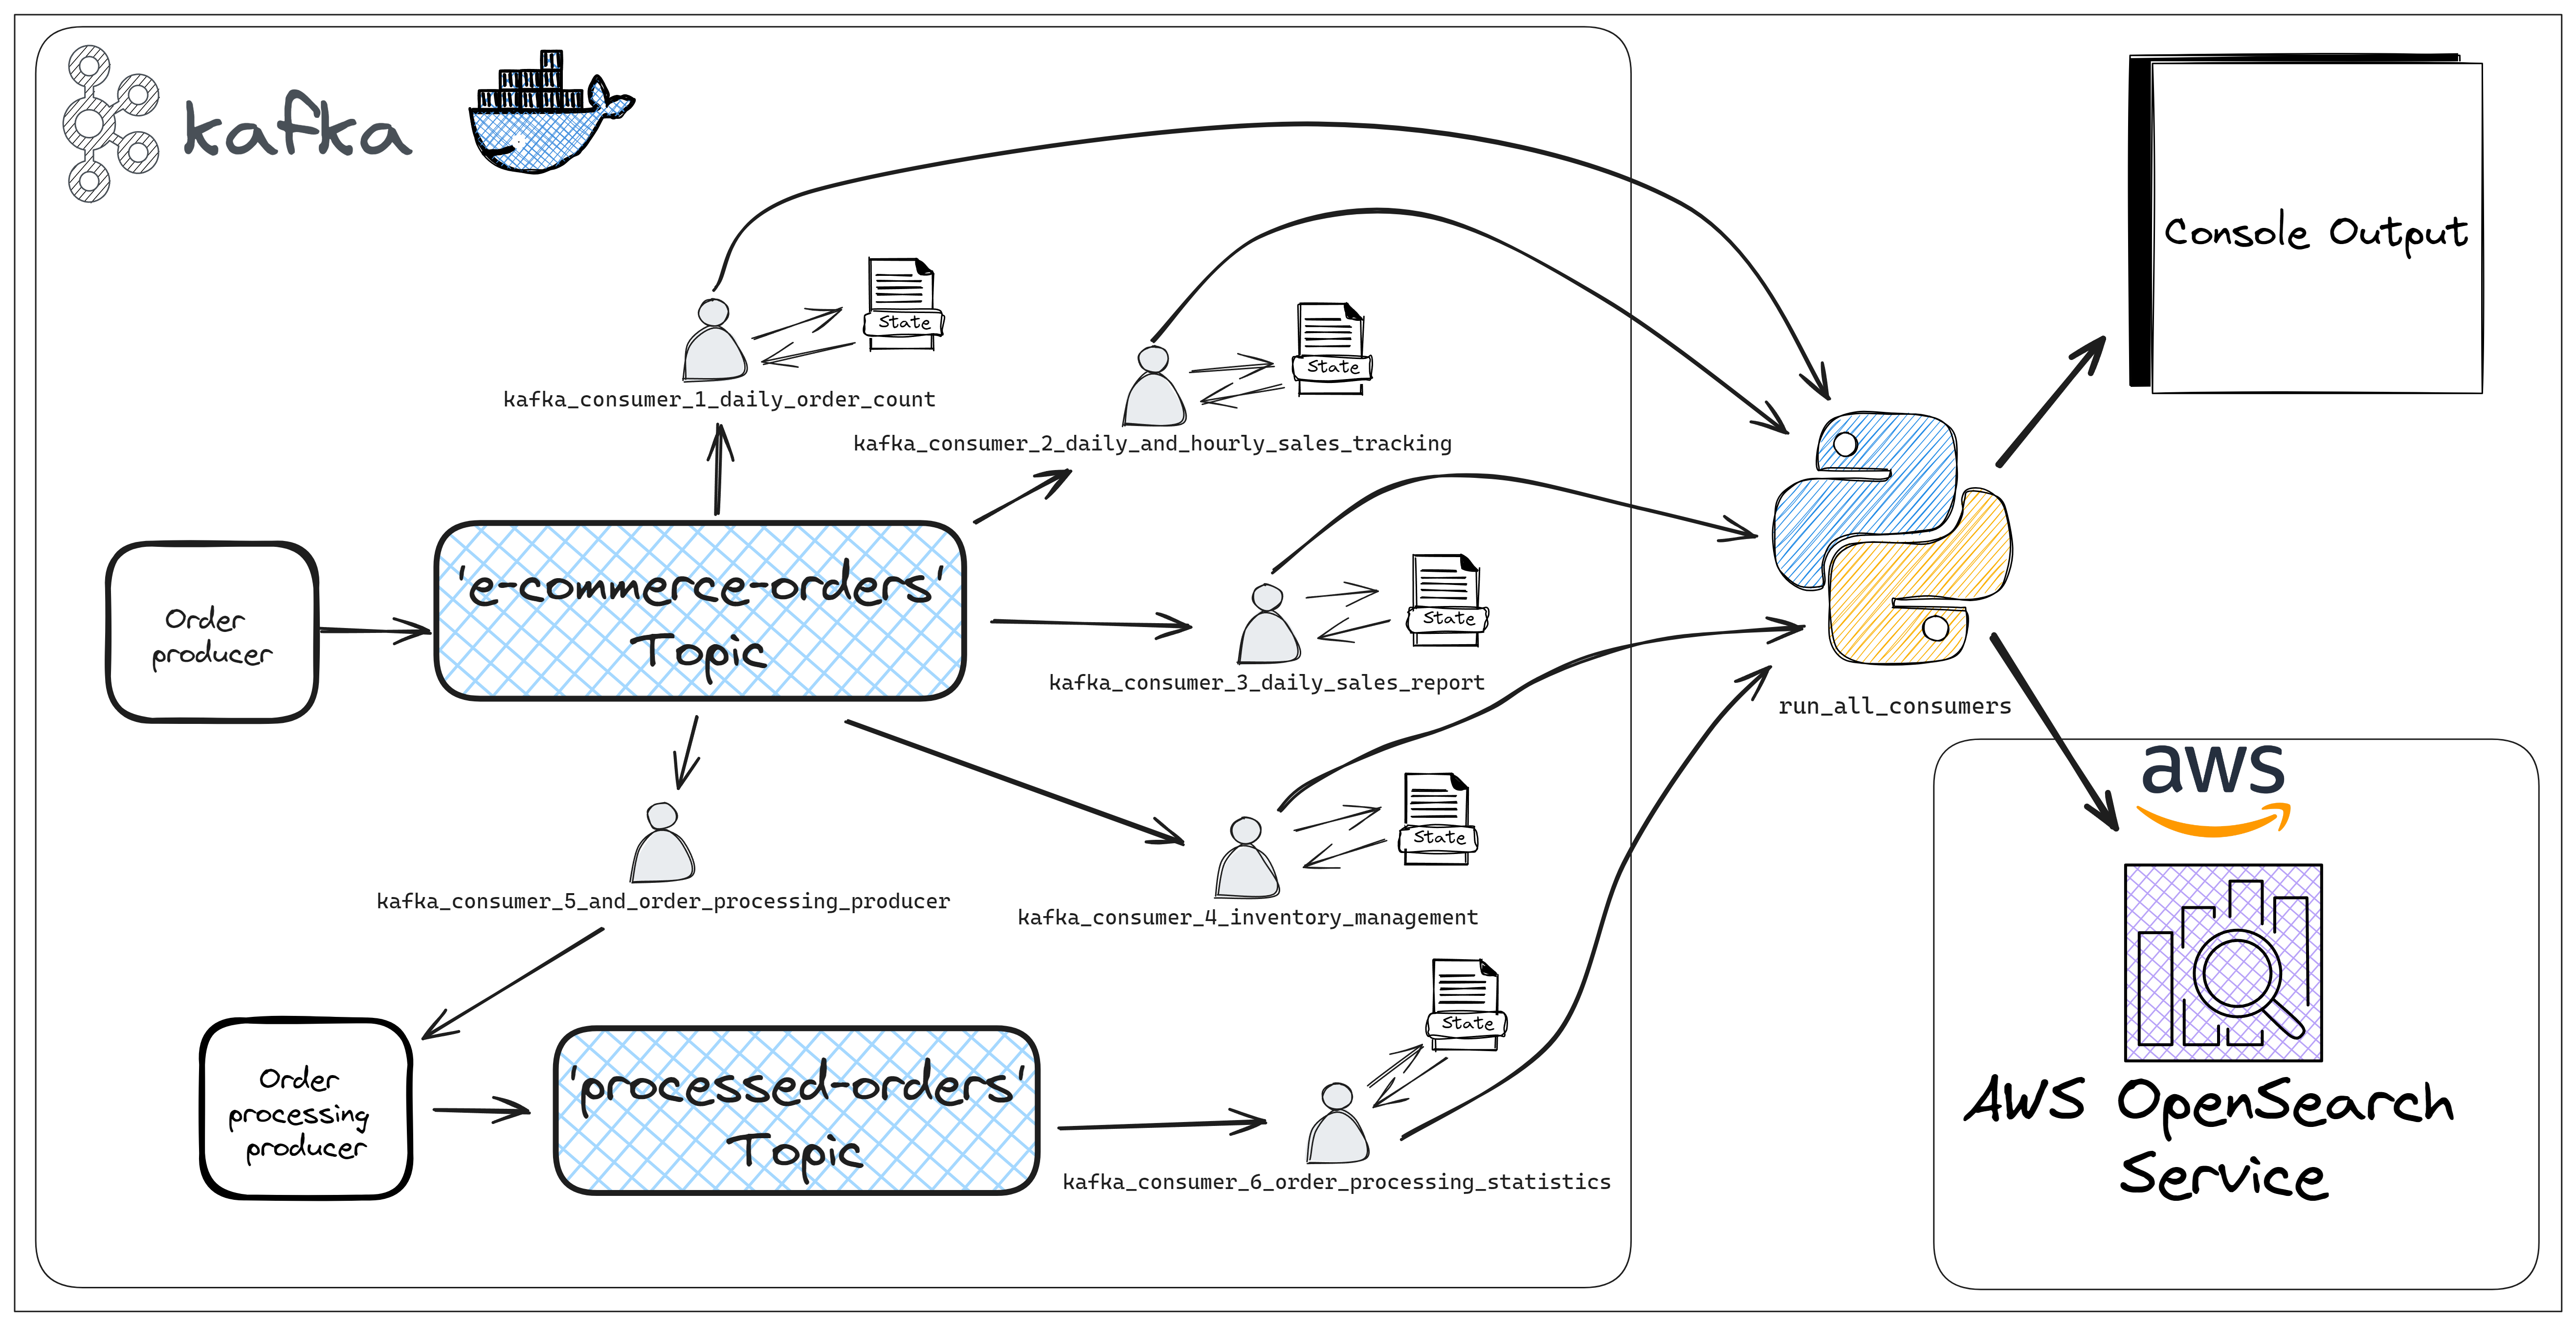 kafka
State
kafka_consumer_1_daily_order_count
State
kafka_consumer_2_daily_and_hourly_sales_tracking
Order
producer
'e-commerce-orders'
Topic
State
kafka_consumer_3_daily_sales_report
kafka_consumer_5_and_order_processing_producer
State
kafka_consumer_4_inventory_management
Order
processing
producer
'processed-orders'
Topic
State
kafka_consumer_6_order_processing_statistics
run_all_consumers
Console Output
aws
AWS OpenSearch
Service